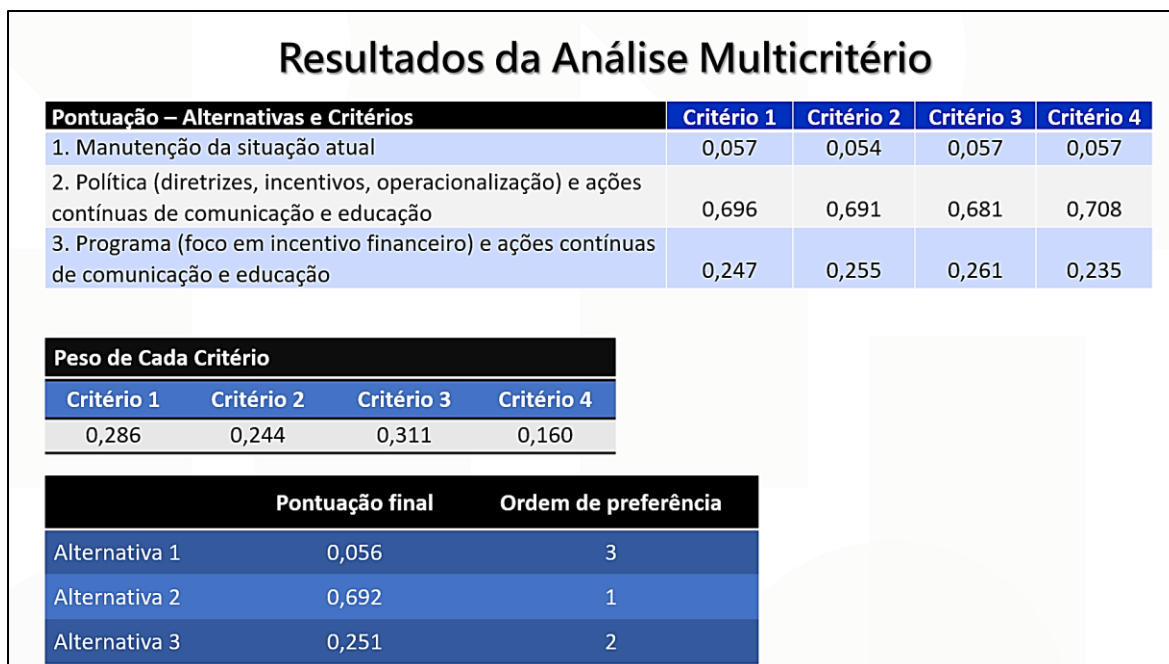 Resultados da Análise Multicritério
Pontuação – Alternativas e Critérios Critério 1 Critério 2 Critério 3 Critério 4
1. Manutenção da situação atual 0,057 0,054 0,057 0,057
2. Política (diretrizes, incentivos, operacionalização) e ações
contínuas de comunicação e educação 0,696 0,691 0,681 0,708
3. Programa (foco em incentivo financeiro) e ações contínuas
de comunicação e educação 0,247 0,255 0,261 0,235
Peso de Cada Critério
Critério 1 Critério 2 Critério 3 Critério 4
0,286 0,244 0,311 0,160
Pontuação final Ordem de preferência
Alternativa 1 0,056 3
Alternativa 2 0,692 1
Alternativa 3 0,251 2